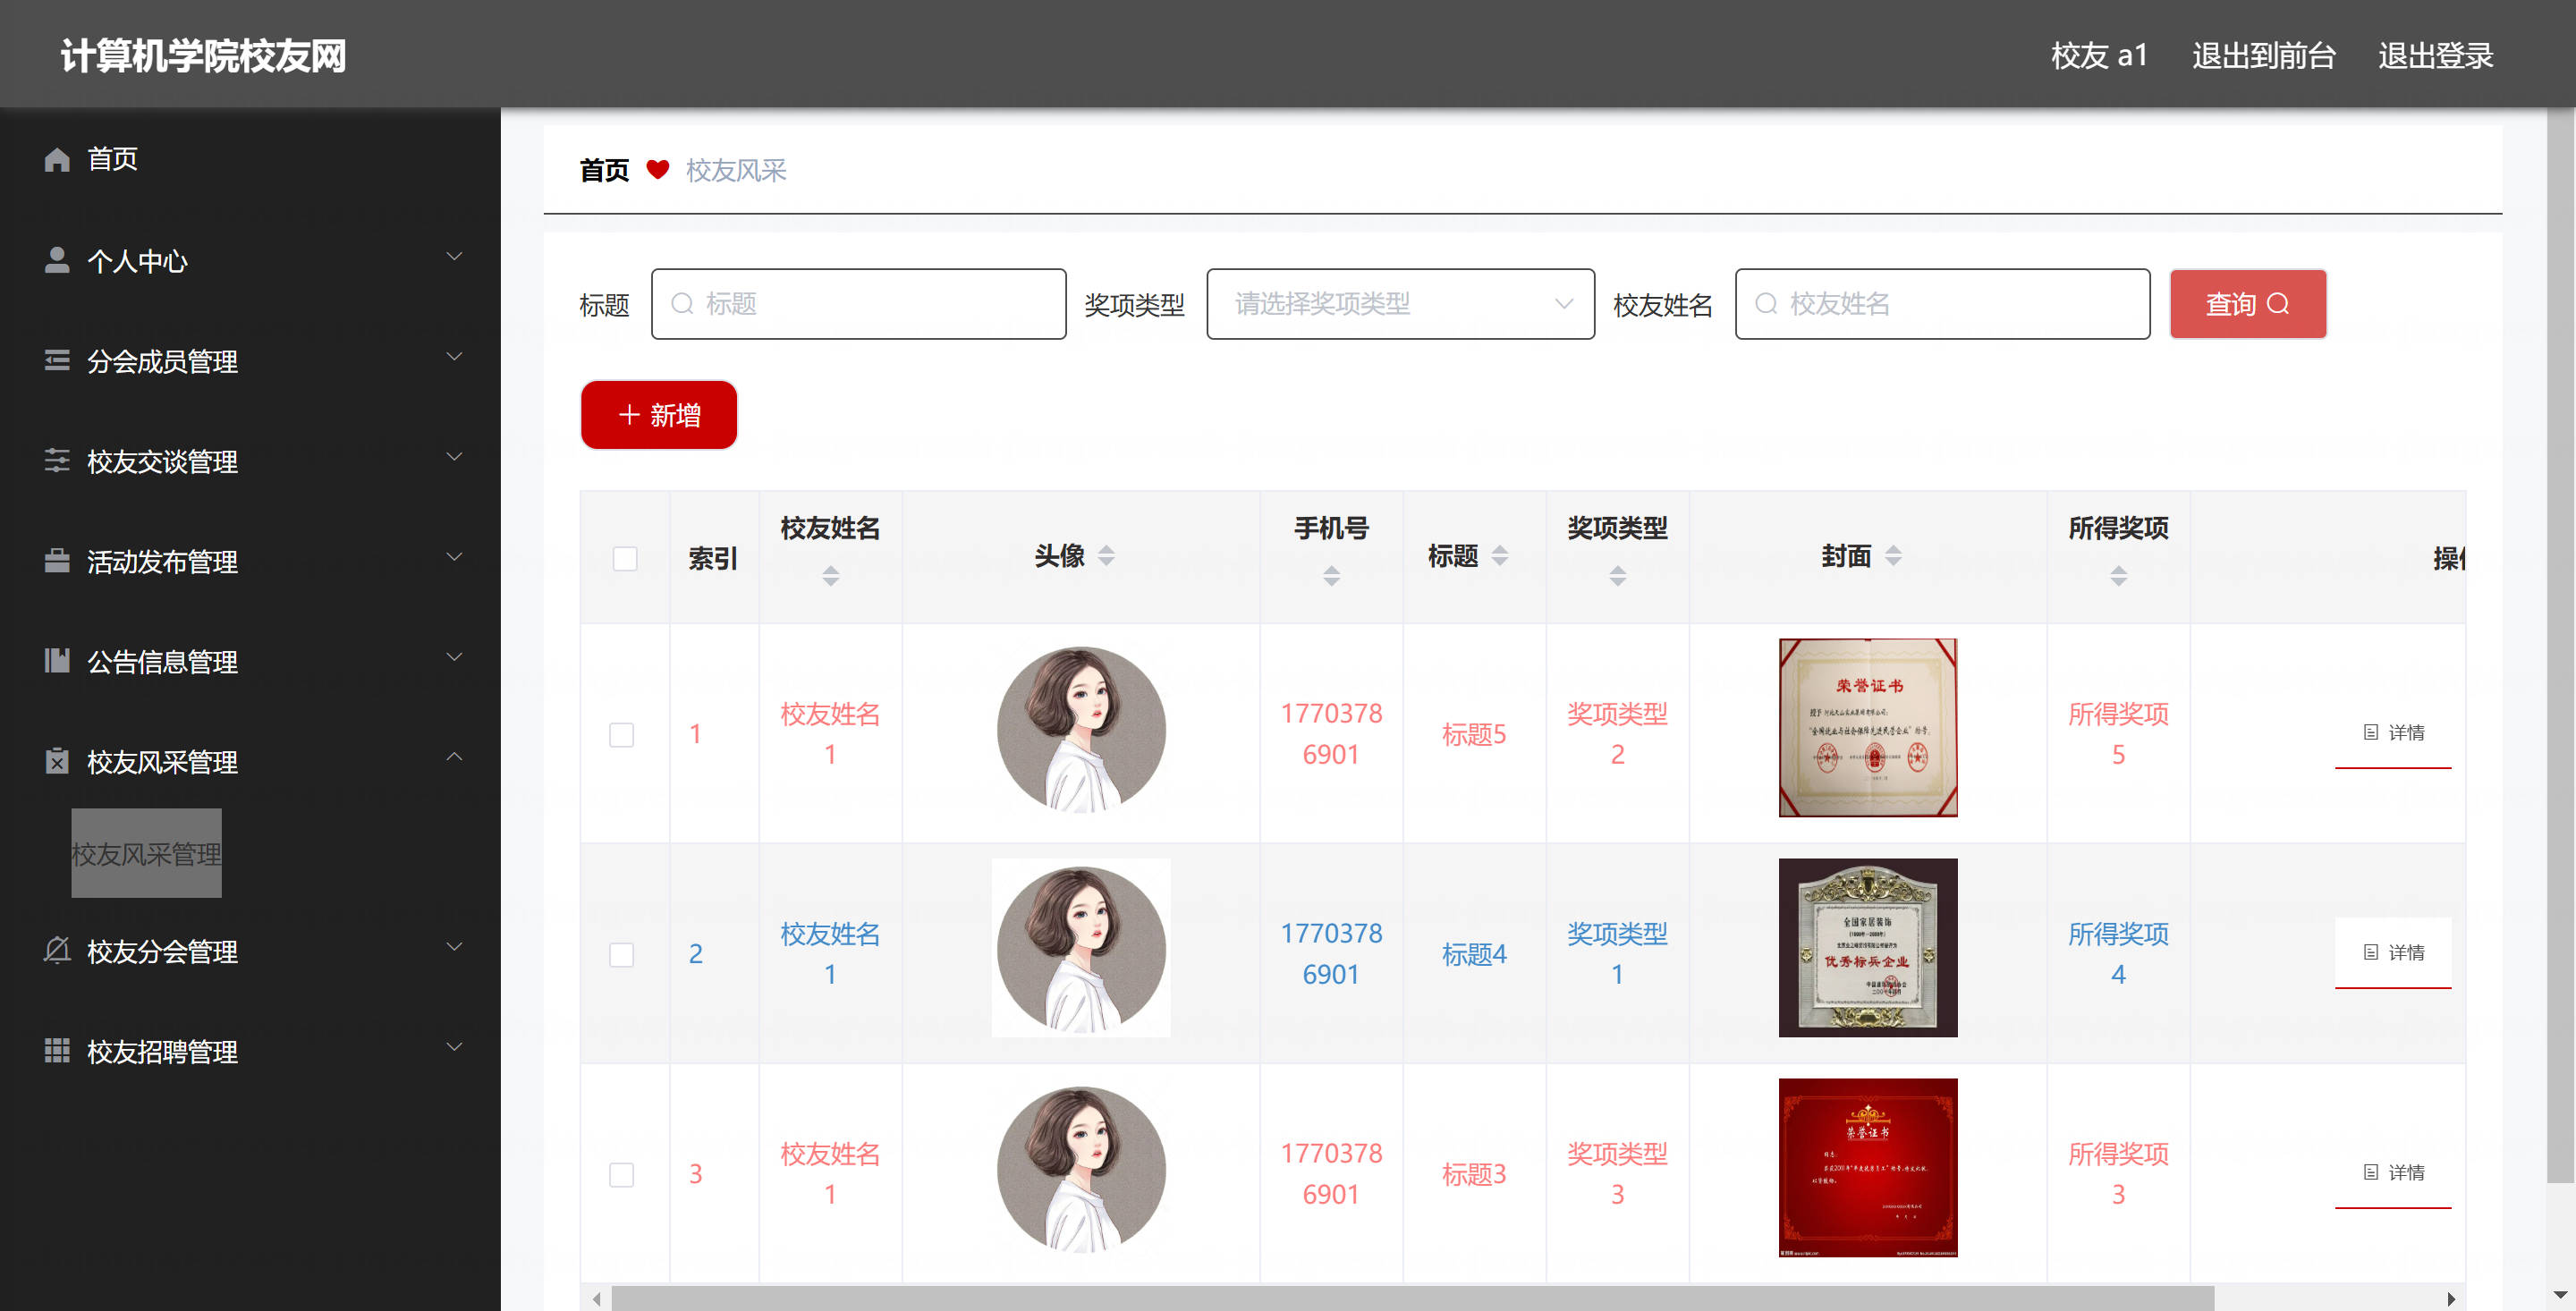 计算机学院校友网
校友 a1 退出到前台 退出登录
首页
个人中心
分会成员管理
校友交谈管理
活动发布管理
公告信息管理
校友风采管理
校友风采管理
校友分会管理
校友招聘管理
首页 校友风采
标题 标题 奖项类型 请选择奖项类型 校友姓名 校友姓名 查询
新增
索引 校友姓名 头像 手机号 标题 奖项类型 封面 所得奖项
1 校友姓名1 17703786901 标题5 奖项类型2 所得奖项5 详情
荣誉证书
2 校友姓名1 17703786901 标题4 奖项类型1 所得奖项4 详情
全国家居装饰
优秀标兵企业
3 校友姓名1 17703786901 标题3 奖项类型3 所得奖项3 详情
荣誉证书